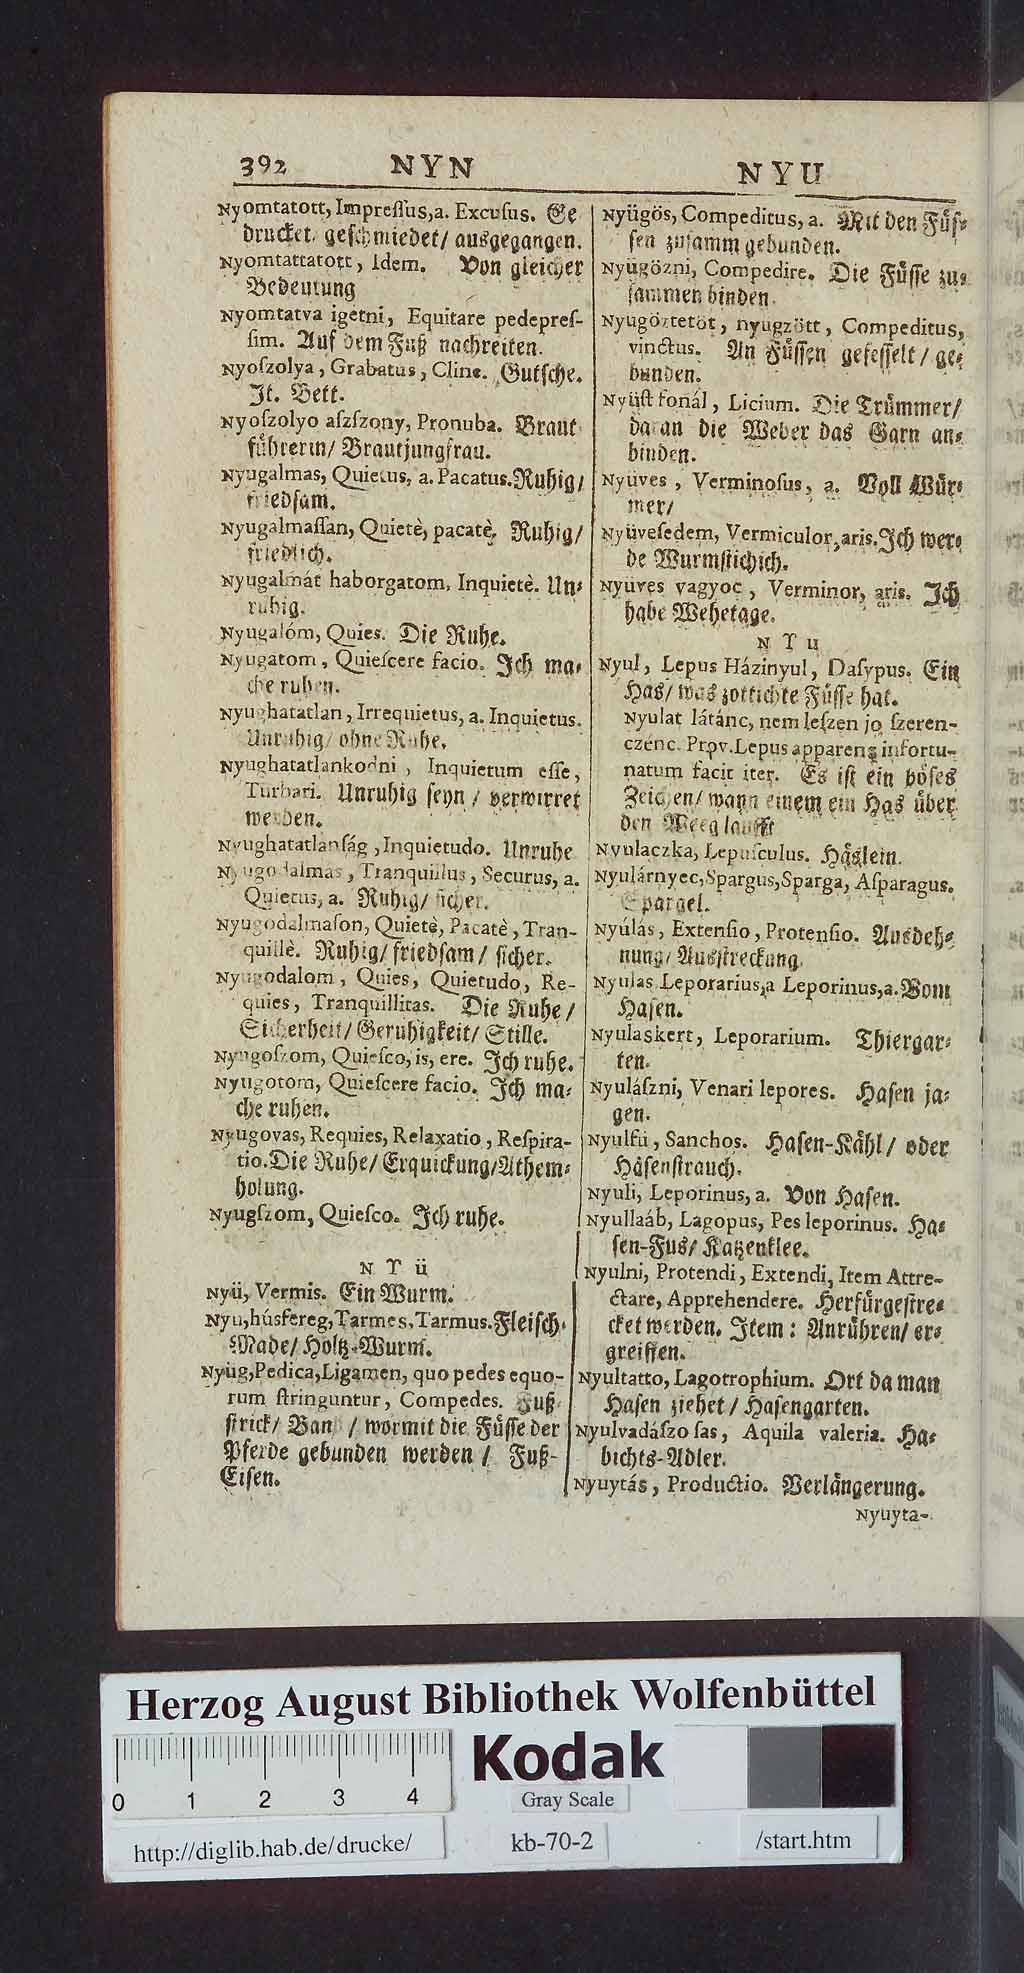 392 NYN NYU
Nyomtatott, Impreſſus,a. Excuſus. Ge
drucket, geſchmiedet/ ausgegangen.
Nyomtattatott, Idem. Von gleicher
Bedeutung
Nyomtatva igetni, Equitare pedepreſ-
ſim. Auf dem Fuß nachreiten.
Nyoſzolya, Grabatus, Cline. Gutſche.
It. Bett.
Nyoſzolyo aſzſzony, Pronuba. Braut
führerin/ Brautjungfrau.
Nyugalmas, Quietus, a. Pacatus. Ruhig/
friedſam.
Nyugalmaſſan, Quietè, pacatè. Ruhig/
friedlich.
Nyugalmát haborgatom, Inquietè. Un-
ruhig.
Nyugalóm, Quies. Die Ruhe.
Nyugatom, Quieſcere facio. Ich ma-
che ruhen.
Nyughatatlan, Irrequietus, a. Inquietus.
Unruhig/ ohne Ruhe.
Nyughatatlankodni, Inquietum eſſe,
Turbari. Unruhig ſeyn/ verwirret
werden.
Nyughatatlanság, Inquietudo. Unruhe
Nyugodalmas, Tranquillus, Securus, a.
Quietus, a. Ruhig/ ſicher.
Nyugodalmaſon, Quietè, Pacatè, Tran-
quillè. Ruhig/ friedſam/ ſicher.
Nyugodalom, Quies, Quietudo, Re-
quies, Tranquillitas. Die Ruhe/
Sicherheit/ Geruhigkeit/ Stille.
Nyugoſzom, Quieſco, is, ere. Ich ruhe.
Nyugotom, Quieſcere facio. Ich ma-
che ruhen.
Nyugovas, Requies, Relaxatio, Reſpira-
tio. Die Ruhe/ Erquickung/ Athem-
holung.
Nyugſzom, Quieſco. Ich ruhe.
NTü
Nyü, Vermis. Ein Wurm.
Nyu, húsfereg, Tarmes, Tarmus. Fleiſch-
Made/ Holtz-Wurm.
Nyüg, Pedica, Ligamen, quo pedes equo-
rum ſtringuntur, Compedes. Fuß-
ſtrick/ Band/ wormit die Füſſe der
Pferde gebunden werden/ Fuß-
Eiſen.
Nyügös, Compeditus, a. Mit den Füſ-
ſen zuſamm gebunden.
Nyügözni, Compedire. Die Füſſe zu-
ſammen binden.
Nyugöztetöt, nyugzött, Compeditus,
vinctus. An Füſſen gefeſſelt/ ge-
bunden.
Nyüſt fonál, Licium. Die Trümmer/
daran die Weber das Garn an-
binden.
Nyüves, Verminoſus, a. Voll Wür-
mer/
Nyüveſedem, Vermiculor, aris. Ich wer-
de Wurmſtichich.
Nyüves vagyoc, Verminor, aris. Ich
habe Wehetage.
NTu
Nyul, Lepus Házinyul, Daſypus. Ein
Has/ was zottichte Füſſe hat.
Nyulat látánc, nem leſzen jo ſzeren-
czénc. Prov. Lepus apparens infortu-
natum facit iter. Es iſt ein böſes
Zeichen/ wann einem ein Has über
den Weeg laufft
Nyulaczka, Lepuſculus. Häslein.
Nyulárnyec, Spargus, Sparga, Aſparagus.
Spargel.
Nyúlás, Extenſio, Protenſio. Ausdeh-
nung/ Ausſtreckung.
Nyulas Leporarius,a Leporinus,a. Vom
Haſen.
Nyulaskert, Leporarium. Thiergar-
ten.
Nyuláſzni, Venari lepores. Haſen ja-
gen.
Nyulfü, Sanchos. Haſen-Kähl/ oder
Häſenſtrauch.
Nyuli, Leporinus, a. Von Haſen.
Nyullaáb, Lagopus, Pes leporinus. Ha-
ſen-Fus/ Katzenklee.
Nyulni, Protendi, Extendi, Item Attre-
ctare, Apprehendere. Herfürgeſtre-
cket werden. Item: Anrühren/ er-
greiffen.
Nyultatto, Lagotrophium. Ort da man
Haſen ziehet/ Haſengarten.
Nyulvadáſzo ſas, Aquila valeria. Ha-
bichts-Adler.
Nyuytás, Productio. Verlängerung.
Nyuyta-
Herzog August Bibliothek Wolfenbüttel
Kodak
Gray Scale
0 1 2 3 4
http://diglib.hab.de/drucke/ kb-70-2 /start.htm